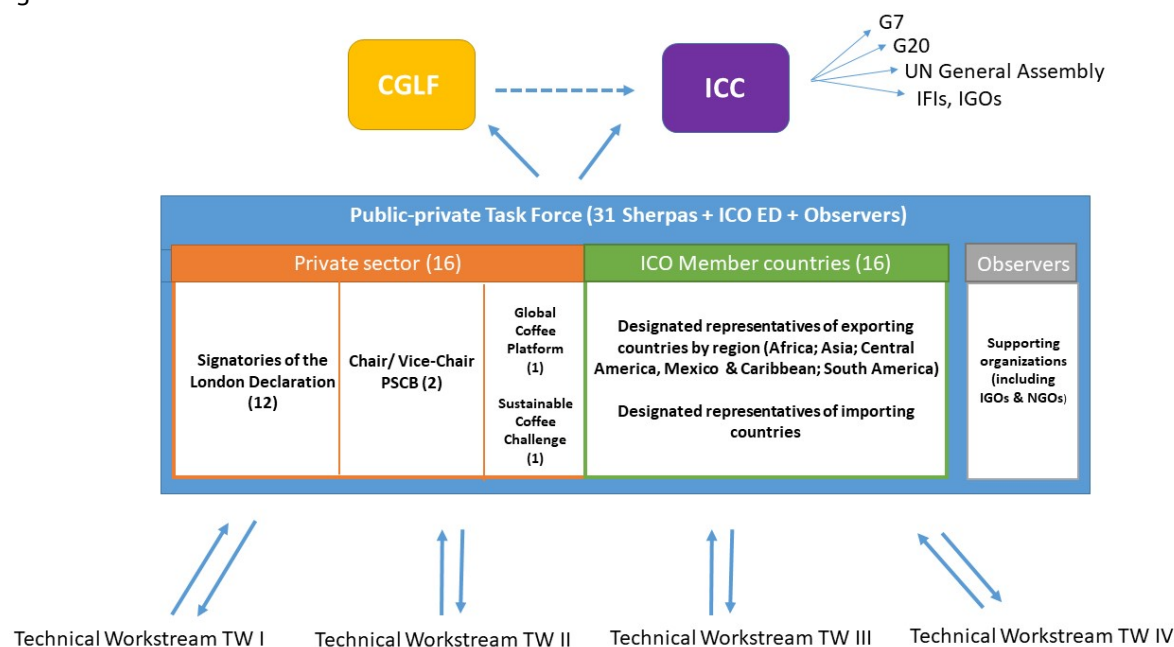 G7
G20
UN General Assembly
IFIs, IGOs
CGLF
ICC
Public-private Task Force (31 Sherpas + ICO ED + Observers)
Private sector (16)
ICO Member countries (16)
Observers
Signatories of the
London Declaration
(12)
Chair/ Vice-Chair
PSCB (2)
Global
Coffee
Platform
(1)
Sustainable
Coffee
Challenge
(1)
Designated representatives of exporting
countries by region (Africa; Asia; Central
America, Mexico & Caribbean; South America)
Designated representatives of importing
countries
Supporting
organizations
(including
IGOs & NGOs)
Technical Workstream TW I
Technical Workstream TW II
Technical Workstream TW III
Technical Workstream TW IV